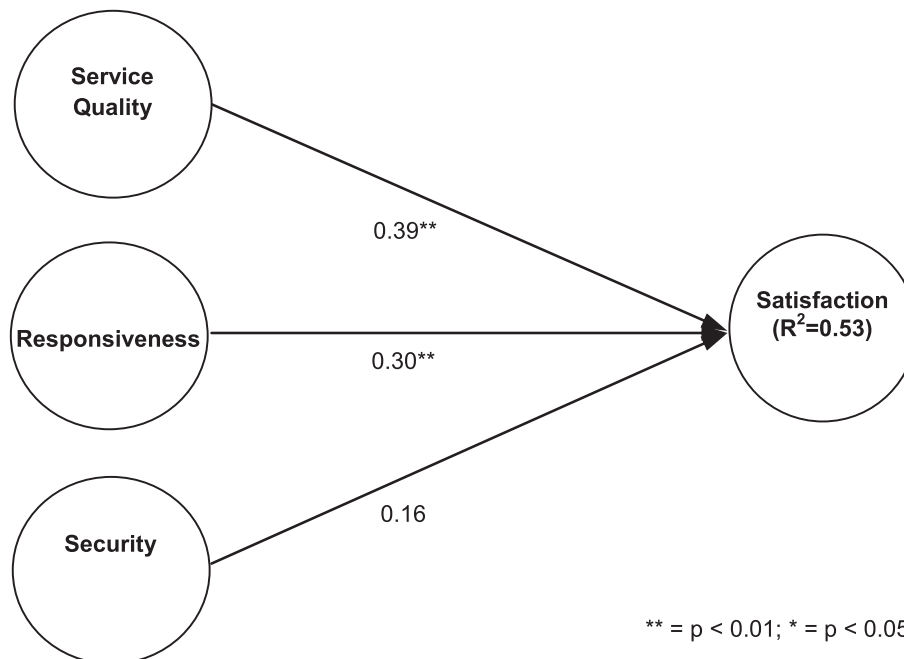 Service
Quality
0.39**
Responsiveness
0.30**
Satisfaction
(R²=0.53)
Security
0.16
** = p < 0.01; * = p < 0.05